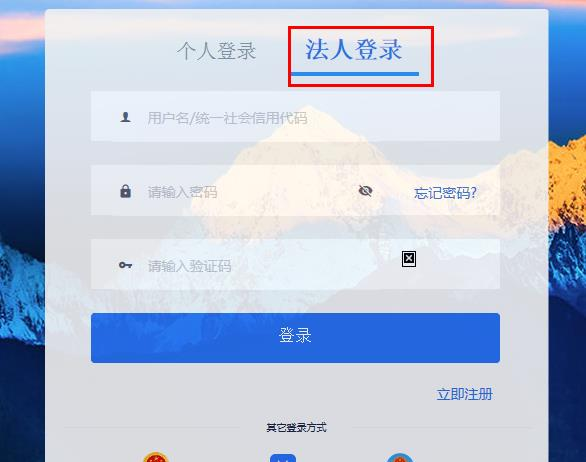 个人登录 法人登录
用户名/统一社会信用代码
请输入密码 忘记密码?
请输入验证码
登录
立即注册
其它登录方式